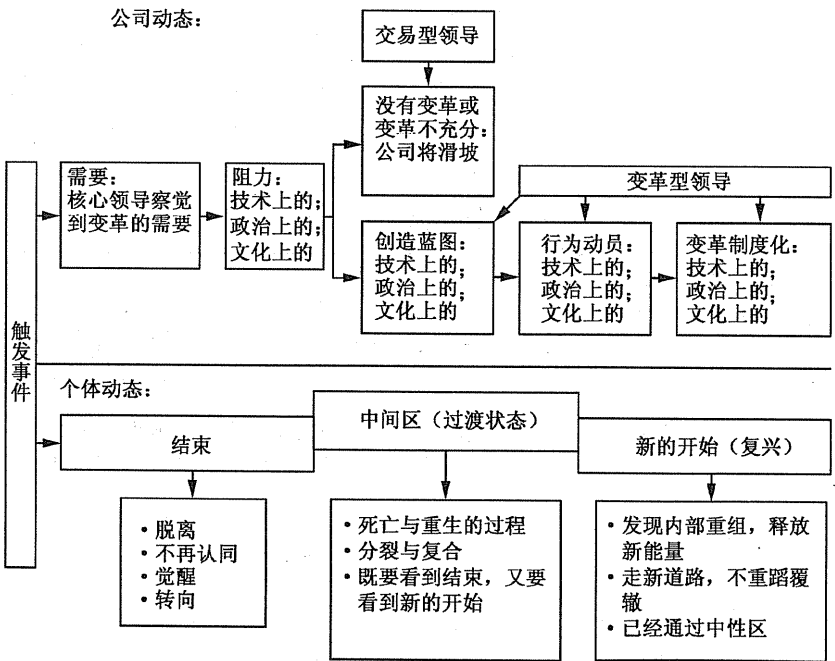 公司动态：
交易型领导
没有变革或
变革不充分：
公司将滑坡
需要：
核心领导察觉
到变革的需要
阻力：
技术上的；
政治上的；
文化上的
变革型领导
创造蓝图：
技术上的；
政治上的；
文化上的
行为动员：
技术上的；
政治上的；
文化上的
变革制度化：
技术上的；
政治上的；
文化上的
触发事件
个体动态：
结束
中间区（过渡状态）
新的开始（复兴）
·脱离
·不再认同
·觉醒
·转向
·死亡与重生的过程
·分裂与复合
·既要看到结束，又要
看到新的开始
·发现内部重组，释放
新能量
·走新道路，不重蹈覆
辙
·已经通过中性区